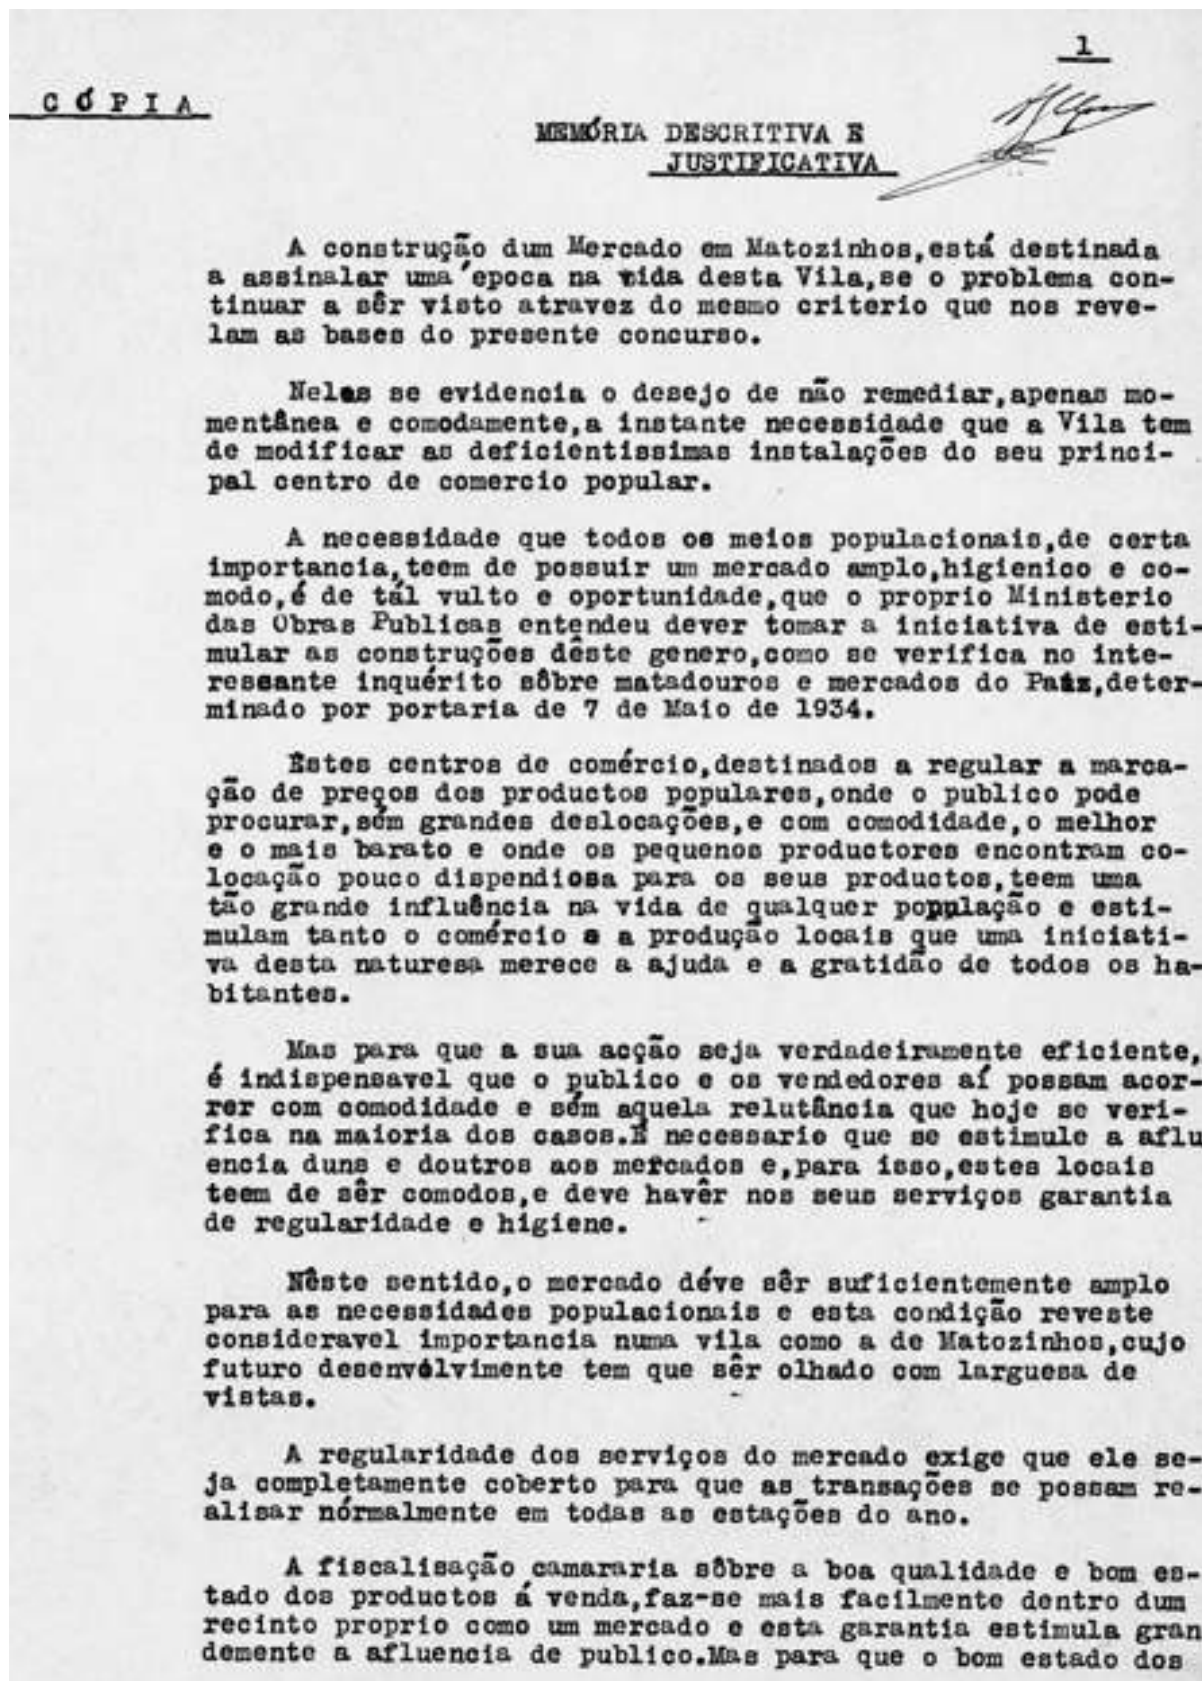 1
CÓPIA
MEMÓRIA DESCRITIVA E
JUSTIFICATIVA
A construção dum Mercado em Matozinhos,está destinada
a assinalar uma époea na vida desta Vila,se o problema con-
tinuar a sêr visto atravez do mesmo criterio que nos reve-
lam as bases do presente concurso.
Nelas se evidencia o desejo de não remediar,apenas mo-
mentânea e comodamente,a instante necessidade que a Vila tem
de modificar as deficientissimas instalações do seu princi-
pal centro de comercio popular.
A necessidade que todos os meios populacionais,de certa
importancia,teem de possuir um mercado amplo,higienico e co-
modo,é de tál vulto e oportunidade,que o proprio Ministerio
das Obras Publicas entendeu dever tomar a iniciativa de esti-
mular as construções dêste genero,como se verifica no inte-
ressante inquérito sôbre matadouros e mercados do Paiz,deter-
minado por portaria de 7 de Maio de 1934.
Êstes centros de comércio,destinados a regular a marca-
ção de preços dos productos populares,onde o publico pode
procurar,sém grandes deslocações,e com comodidade,o melhor
e o mais barato e onde os pequenos productores encontram co-
locação pouco dispendiosa para os seus productos,teem uma
tão grande influência na vida de qualquer população e esti-
mulam tanto o comércio e a produção locais que uma iniciati-
va desta naturesa merece a ajuda e a gratidão de todos os ha-
bitantes.
Mas para que a sua acção seja verdadeiramente eficiente,
é indispensavel que o publico e os vendedores aí possam acor-
rer com comodidade e sém aquela relutância que hoje se veri-
fica na maioria dos casos.É necessario que se estimule a aflu
encia duns e doutros aos mercados e,para isso,estes locais
teem de sêr comodos,e deve havêr nos seus serviços garantia
de regularidade e higiene.
Nêste sentido,o mercado déve sêr suficientemente amplo
para as necessidades populacionais e esta condição reveste
consideravel importancia numa vila como a de Matozinhos,cujo
futuro desenvolvimente tem que sêr olhado com larguesa de
vistas.
A regularidade dos serviços do mercado exige que ele se-
ja completamente coberto para que as transações se possam re-
alisar nórmalmente em todas as estações do ano.
A fiscalisação camararia sôbre a boa qualidade e bom es-
tado dos productos á venda,faz-se mais facilmente dentro dum
recinto proprio como um mercado e esta garantia estimula gran
demente a afluencia de publico.Mas para que o bom estado dos